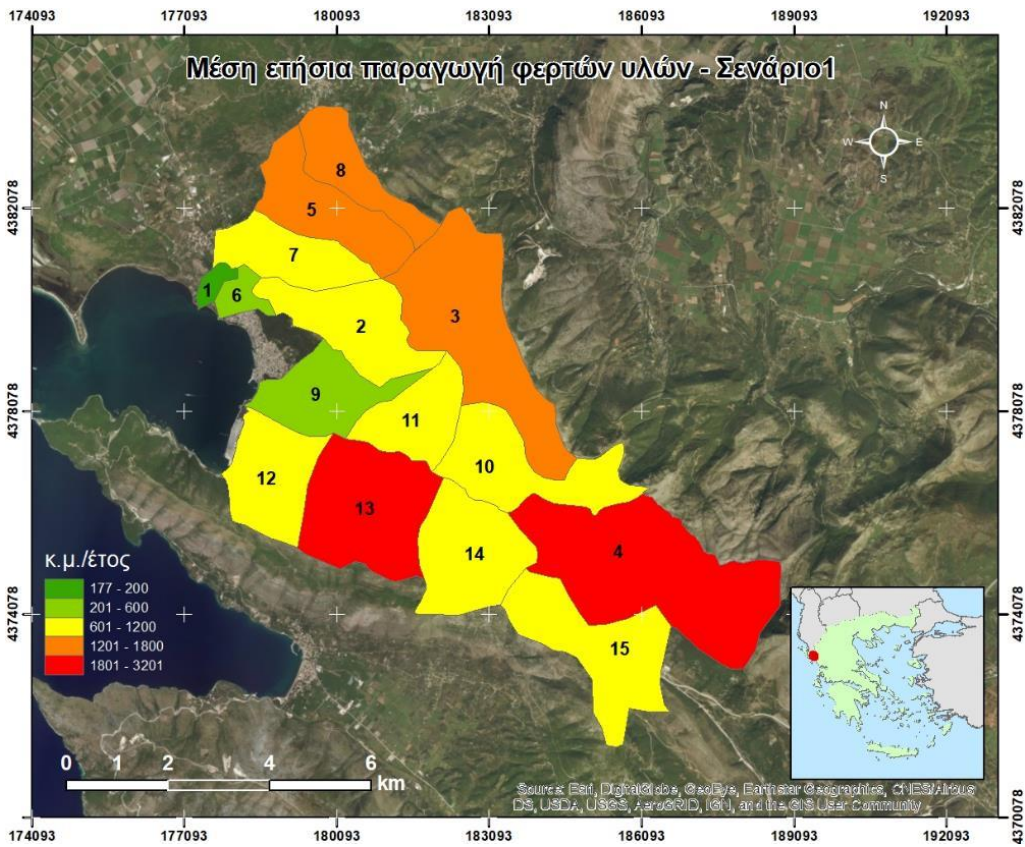 174093 177093 180093 183093 186093 189093 192093
Μέση ετήσια παραγωγή φερτών υλών - Σενάριο1
N
W E
S
8
4382078 4382078
5
7
1 6
3
2
9
4378078 4378078
11
10
12
13
4
14
κ.μ./έτος
177 - 200
201 - 600
601 - 1200
1201 - 1800
1801 - 3201
4374078 4374078
15
0 2 4 6
km
Source: Esri, DigitalGlobe, GeoEye, Earthstar Geographics, CNES/Airbus
DS, USDA, USGS, AeroGRID, IGN, and the GIS User Community
4370078 4370078
174093 177093 180093 183093 186093 189093 192093